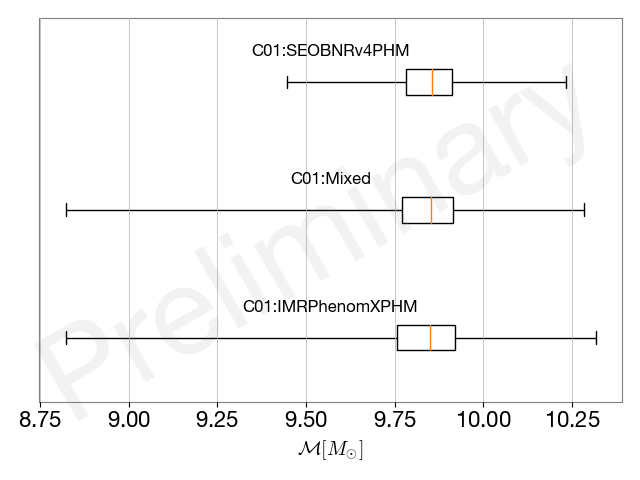 C01:SEOBNRv4PHM
C01:Mixed
C01:IMRPhenomXPHM
Preliminary
8.75 9.00 9.25 9.50 9.75 10.00 10.25
ℳ[M⊙]